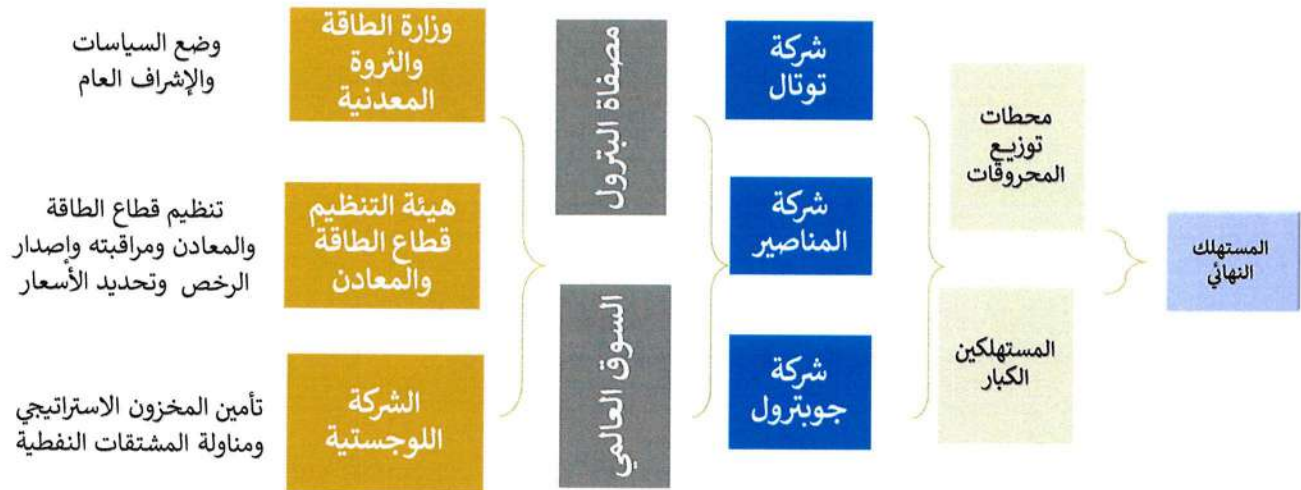 وضع السياسات
والإشراف العام
وزارة الطاقة
والثروة
المعدنية
مصفاة البترول
شركة
توتال
محطات
توزيع
المحروقات
تنظيم قطاع الطاقة
والمعادن ومراقبته واصدار
الرخص وتحديد الأسعار
هيئة التنظيم
قطاع الطاقة
والمعادن
شركة
المناصير
المستهلك
النهائي
السوق العالمي
المستهلكين
الكبار
تأمين المخزون الاستراتيجي
ومناولة المشتقات النفطية
الشركة
اللوجستية
شركة
جوبترول